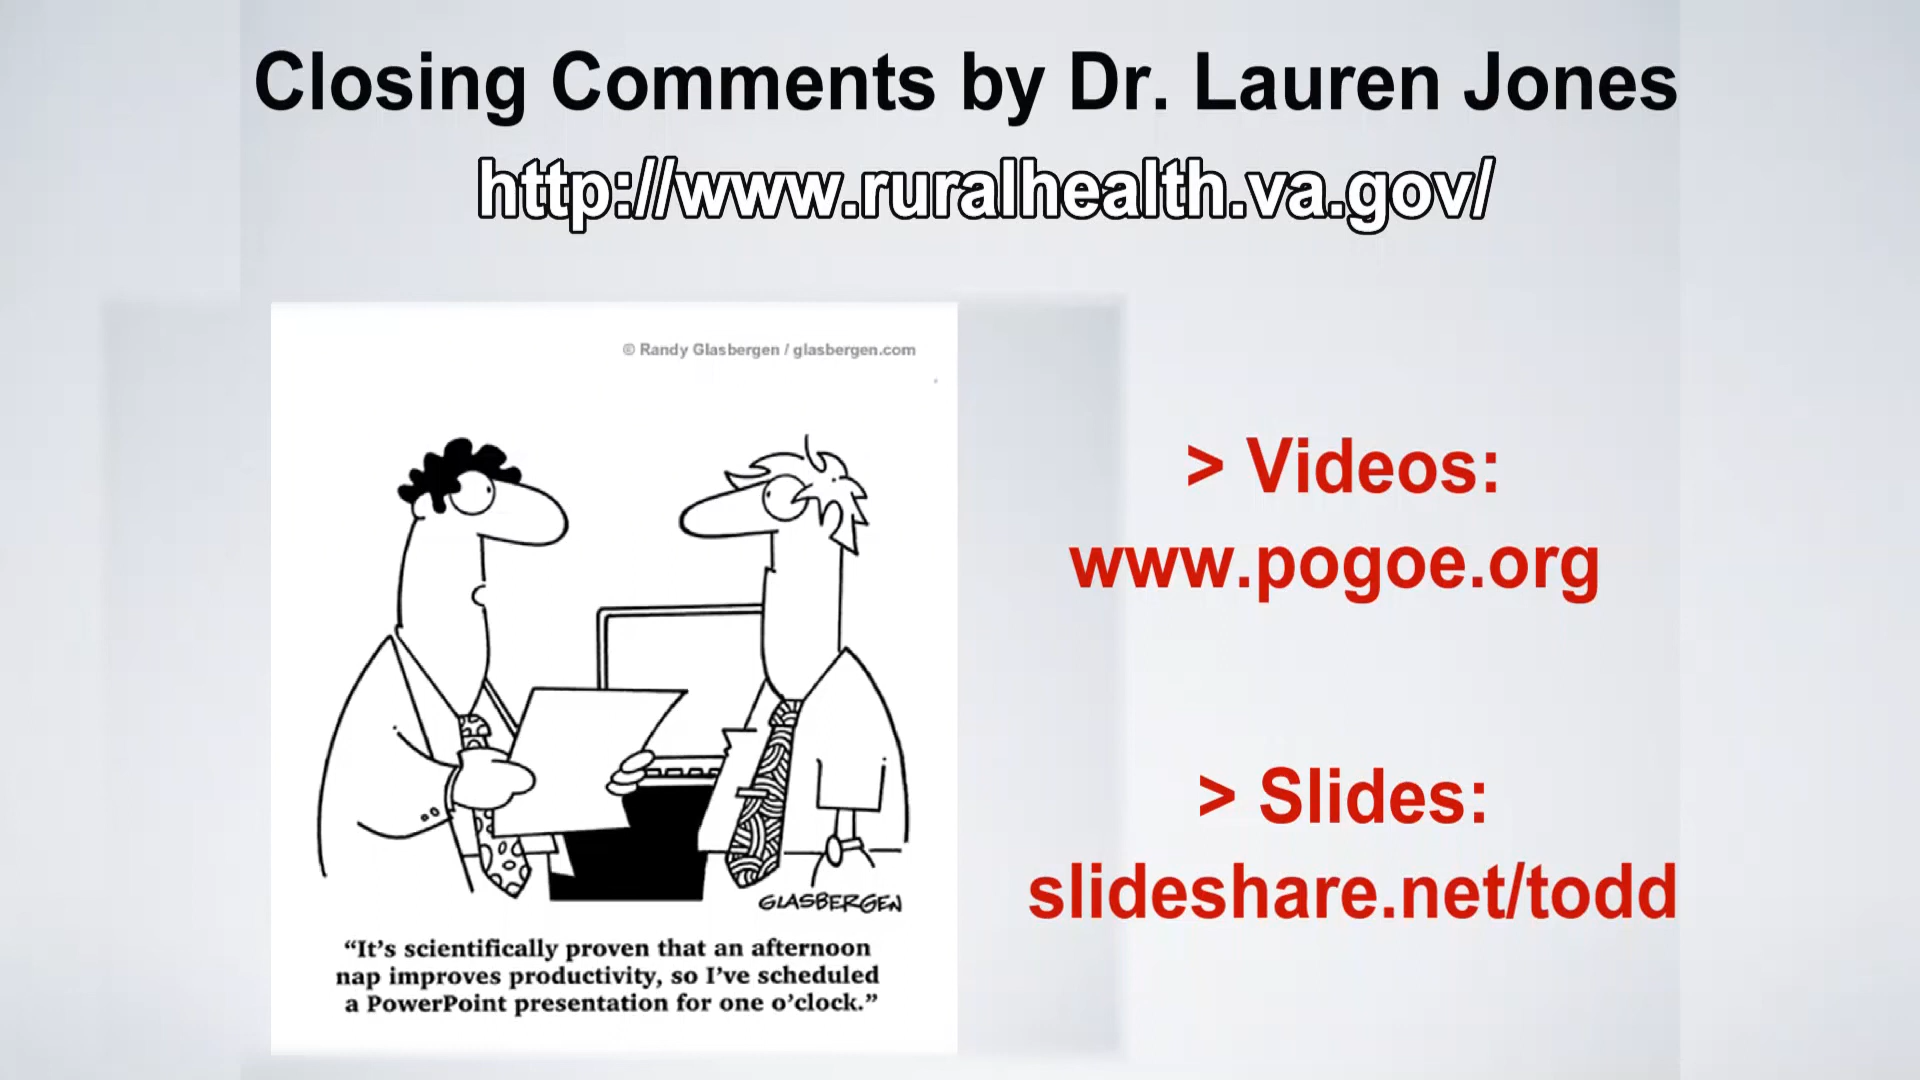 Closing Comments by Dr. Lauren Jones
http://www.ruralhealth.va.gov/
© Randy Glasbergen / glasbergen.com
GLASBERGEN
“It’s scientifically proven that an afternoon
nap improves productivity, so I’ve scheduled
a PowerPoint presentation for one o’clock.”
> Videos:
www.pogoe.org
> Slides:
slideshare.net/todd